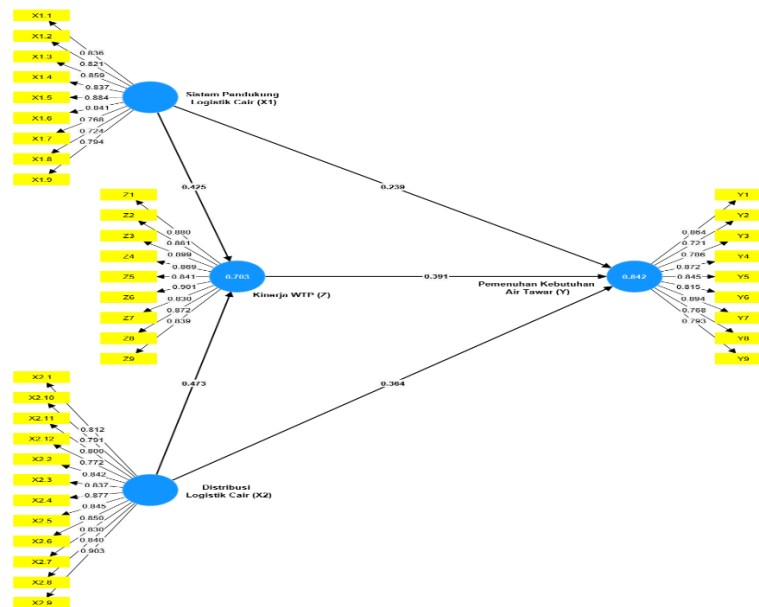 X1.1
X1.2
X1.3
X1.4
X1.5
X1.6
X1.7
X1.8
X1.9
0.836
0.821
0.859
0.837
0.884
0.841
0.768
0.724
0.794
Sistem Pendukung
Logistik Cair (X1)
0.425
0.239
Z1
Z2
Z3
Z4
Z5
Z6
Z7
Z8
Z9
0.880
0.861
0.889
0.869
0.841
0.901
0.830
0.872
0.839
0.703
Kinerja WTP (Z)
0.391
Pemenuhan Kebutuhan
Air Tawar (Y)
0.842
0.864
0.721
0.786
0.872
0.845
0.815
0.894
0.768
0.793
Y1
Y2
Y3
Y4
Y5
Y6
Y7
Y8
Y9
0.473
0.364
X2.1
X2.10
X2.11
X2.12
X2.2
X2.3
X2.4
X2.5
X2.6
X2.7
X2.8
X2.9
0.812
0.791
0.800
0.772
0.842
0.837
0.877
0.845
0.850
0.830
0.840
0.903
Distribusi
Logistik Cair (X2)